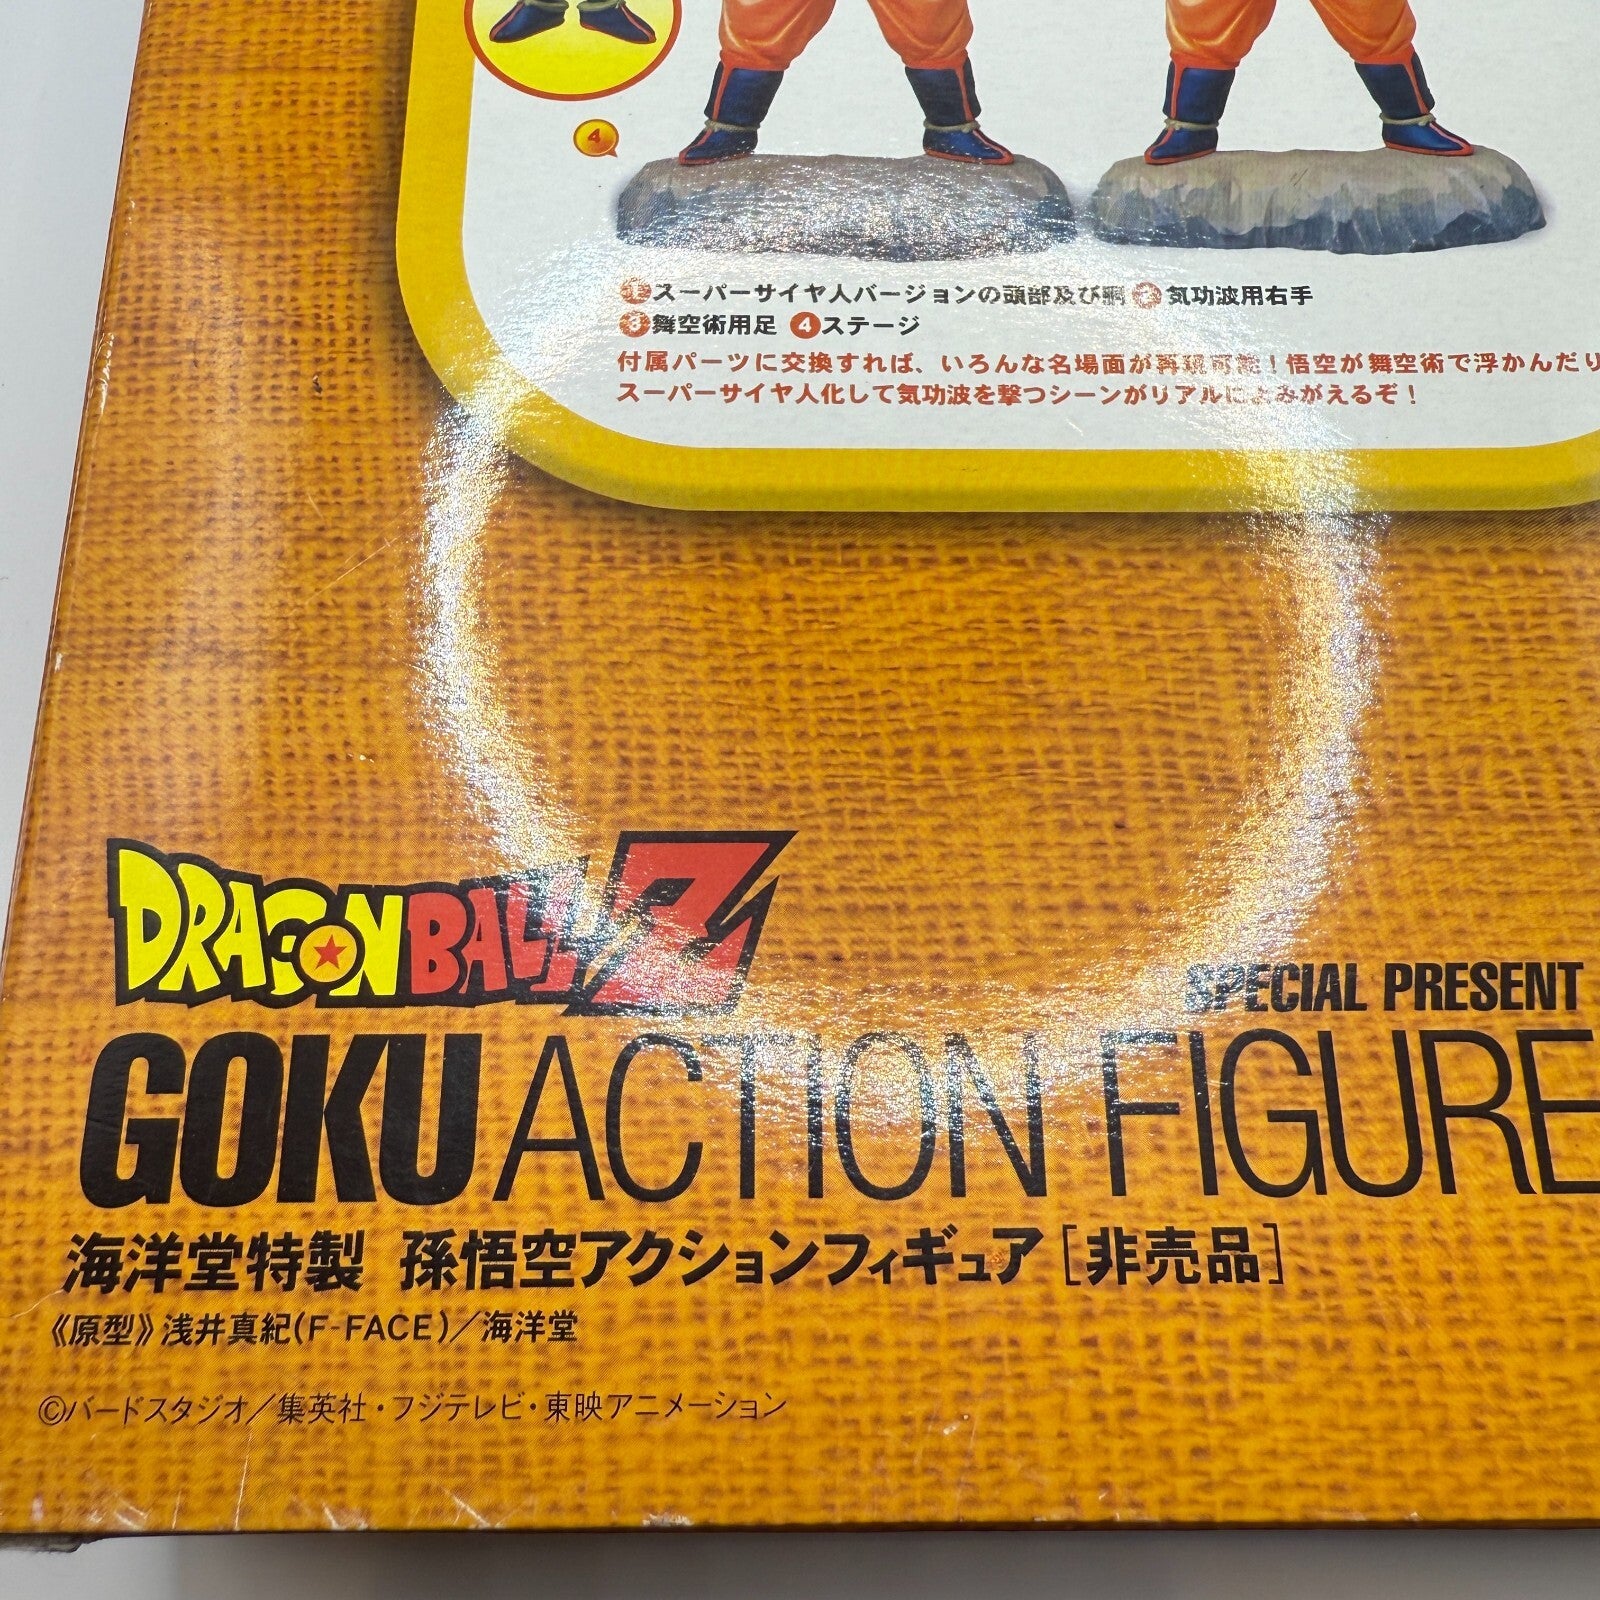 4
1スーパーサイヤ人バージョンの頭部及び胴 2気功波用右手
3舞空術用足 4ステージ
付属パーツに交換すれば、いろんな名場面が再現可能！悟空が舞空術で浮かんだり
スーパーサイヤ人化して気功波を撃つシーンがリアルによみがえるぞ！
DRAGONBALL Z
SPECIAL PRESENT
GOKU ACTION FIGURE
海洋堂特製 孫悟空アクションフィギュア［非売品］
《原型》浅井真紀(F-FACE)／海洋堂
©バードスタジオ／集英社・フジテレビ・東映アニメーション